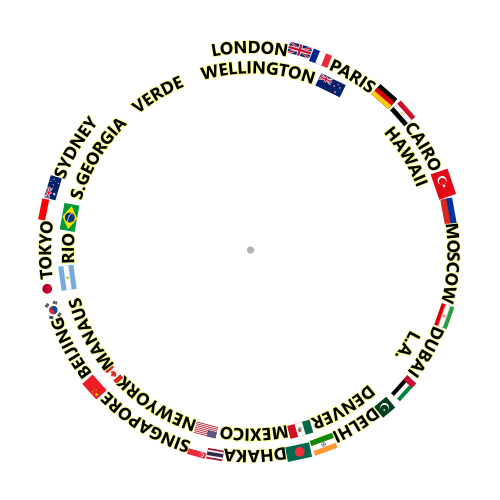 LONDON
PARIS
CAIRO
MOSCOW
DUBAI
DELHI
DHAKA
SINGAPORE
BEIJING
TOKYO
SYDNEY
WELLINGTON
HAWAII
L.A.
DENVER
MEXICO
NEWYORK
MANAUS
RIO
S.GEORGIA
VERDE